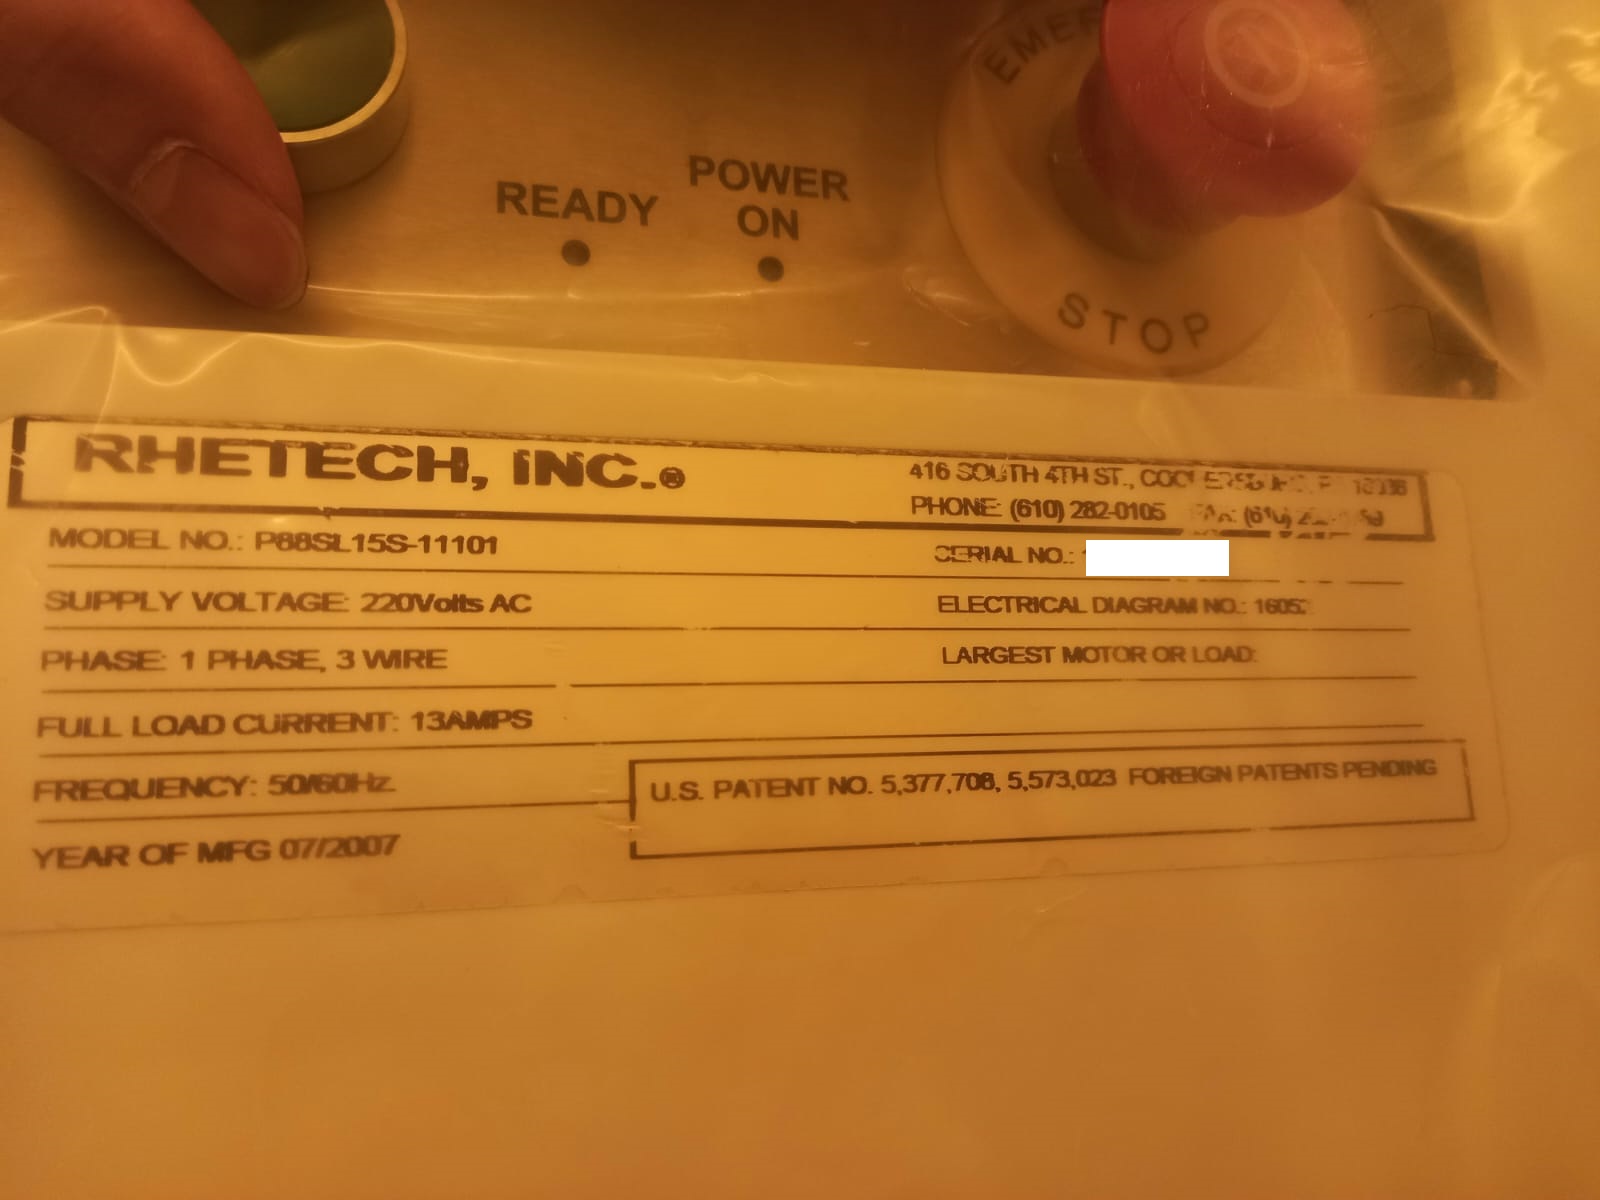 EMER
READY
POWER
ON
STOP
RHETECH, INC.®
416 SOUTH 4TH ST.,
PHONE: (610) 282-0105 FAX: (610)
MODEL NO.: P88SL15S-11101
SERIAL NO.:
SUPPLY VOLTAGE: 220Volts AC
ELECTRICAL DIAGRAM NO.:
PHASE: 1 PHASE, 3 WIRE
LARGEST MOTOR OR LOAD:
FULL LOAD CURRENT: 13AMPS
FREQUENCY: 50/60Hz
U.S. PATENT NO. 5,377,708, 5,573,023 FOREIGN PATENTS PENDING
YEAR OF MFG 07/2007